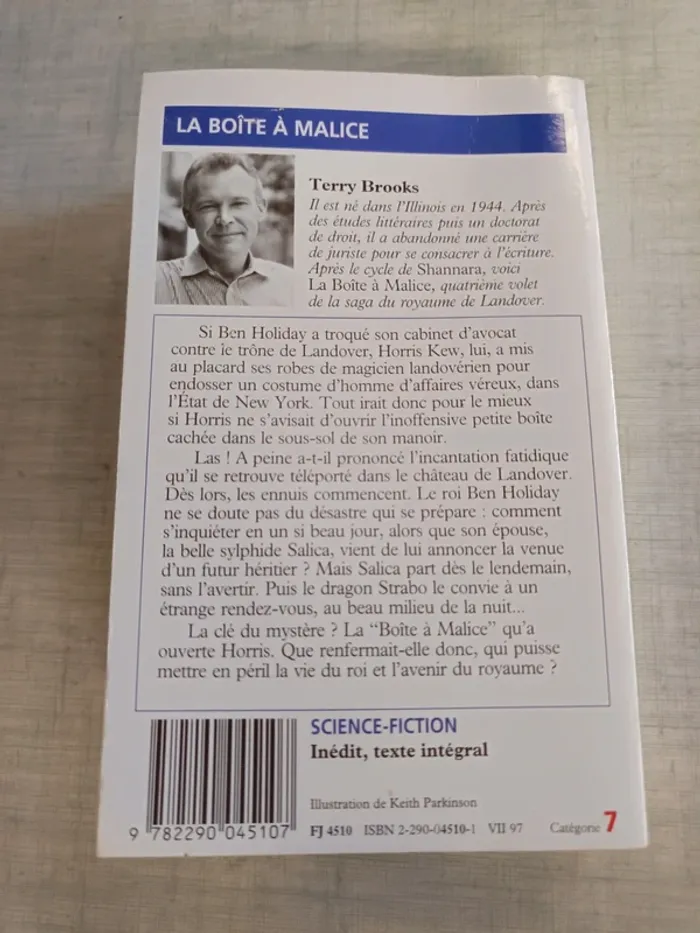 LA BOÎTE À MALICE
Terry Brooks
Il est né dans l'Illinois en 1944. Après
des études littéraires puis un doctorat
de droit, il a abandonné une carrière
de juriste pour se consacrer à l'écriture.
Après le cycle de Shannara, voici
La Boîte à Malice, quatrième volet
de la saga du royaume de Landover.
Si Ben Holiday a troqué son cabinet d'avocat
contre le trône de Landover, Horris Kew, lui, a mis
au placard ses robes de magicien landovérien pour
endosser un costume d'homme d'affaires véreux, dans
l'État de New York. Tout irait donc pour le mieux
si Horris ne s'avisait d'ouvrir l'inoffensive petite boîte
cachée dans le sous-sol de son manoir.
Las ! A peine a-t-il prononcé l'incantation fatidique
qu'il se retrouve téléporté dans le château de Landover.
Dès lors, les ennuis commencent. Le roi Ben Holiday
ne se doute pas du désastre qui se prépare : comment
s'inquiéter en un si beau jour, alors que son épouse,
la belle sylphide Salica, vient de lui annoncer la venue
d'un futur héritier ? Mais Salica part dès le lendemain,
sans l'avertir. Puis le dragon Strabo le convie à un
étrange rendez-vous, au beau milieu de la nuit...
La clé du mystère ? La "Boîte à Malice" qu'a
ouverte Horris. Que renfermait-elle donc, qui puisse
mettre en péril la vie du roi et l'avenir du royaume ?
SCIENCE-FICTION
Inédit, texte intégral
Illustration de Keith Parkinson
9 782290 045107
FJ 4510 ISBN 2-290-04510-1 VII 97 Catégorie 7